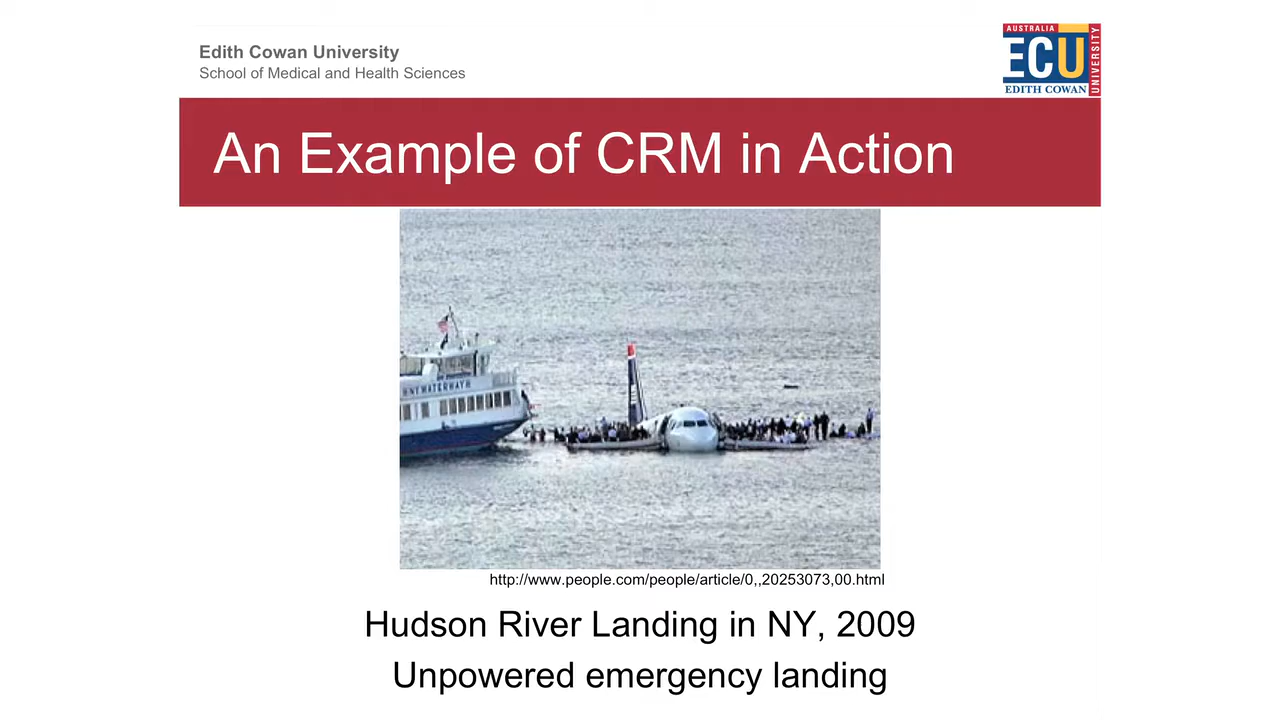 Edith Cowan University
School of Medical and Health Sciences
AUSTRALIA
ECU
EDITH COWAN
UNIVERSITY
An Example of CRM in Action
NY WATERWAY
http://www.people.com/people/article/0,,20253073,00.html
Hudson River Landing in NY, 2009
Unpowered emergency landing